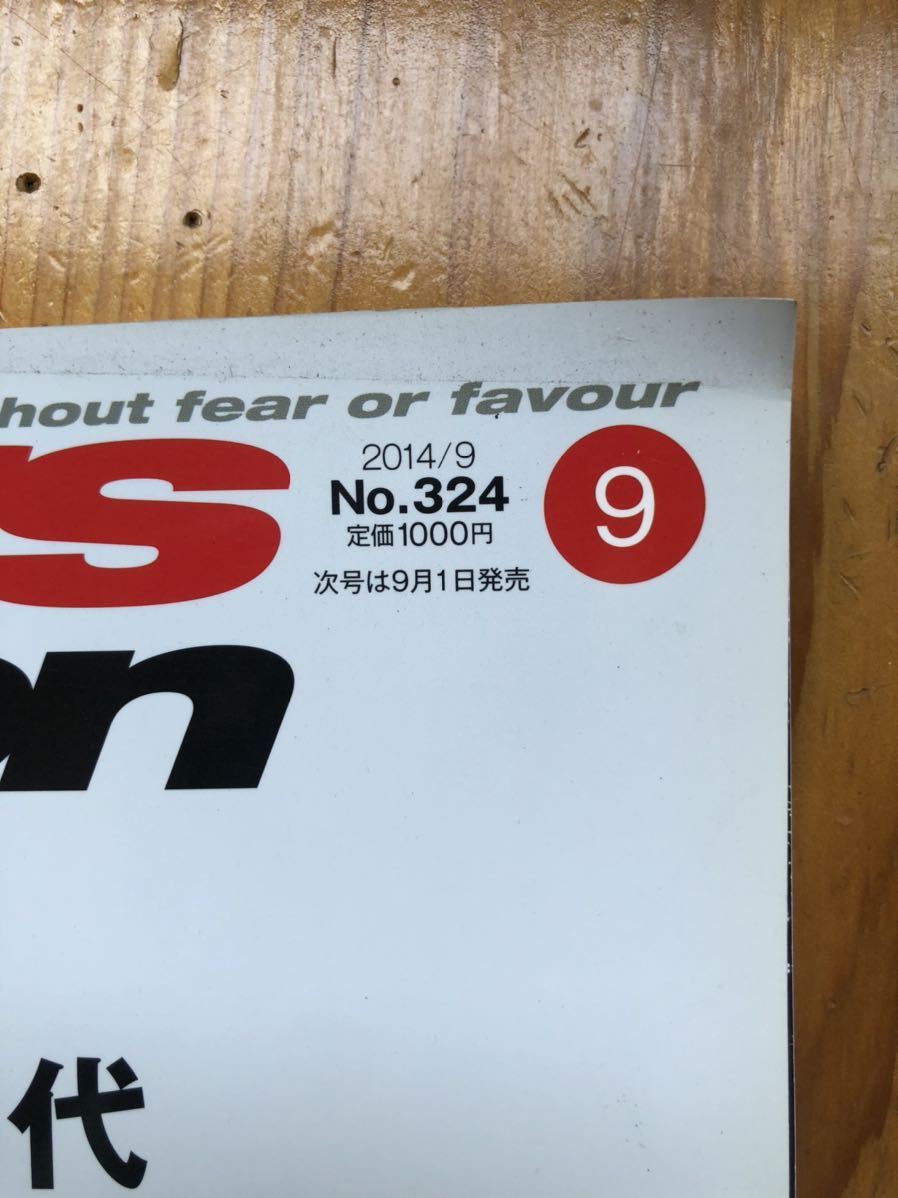 hout fear or favour
s
2014/9
No.324
定価1000円
次号は9月1日発売
9
on
代